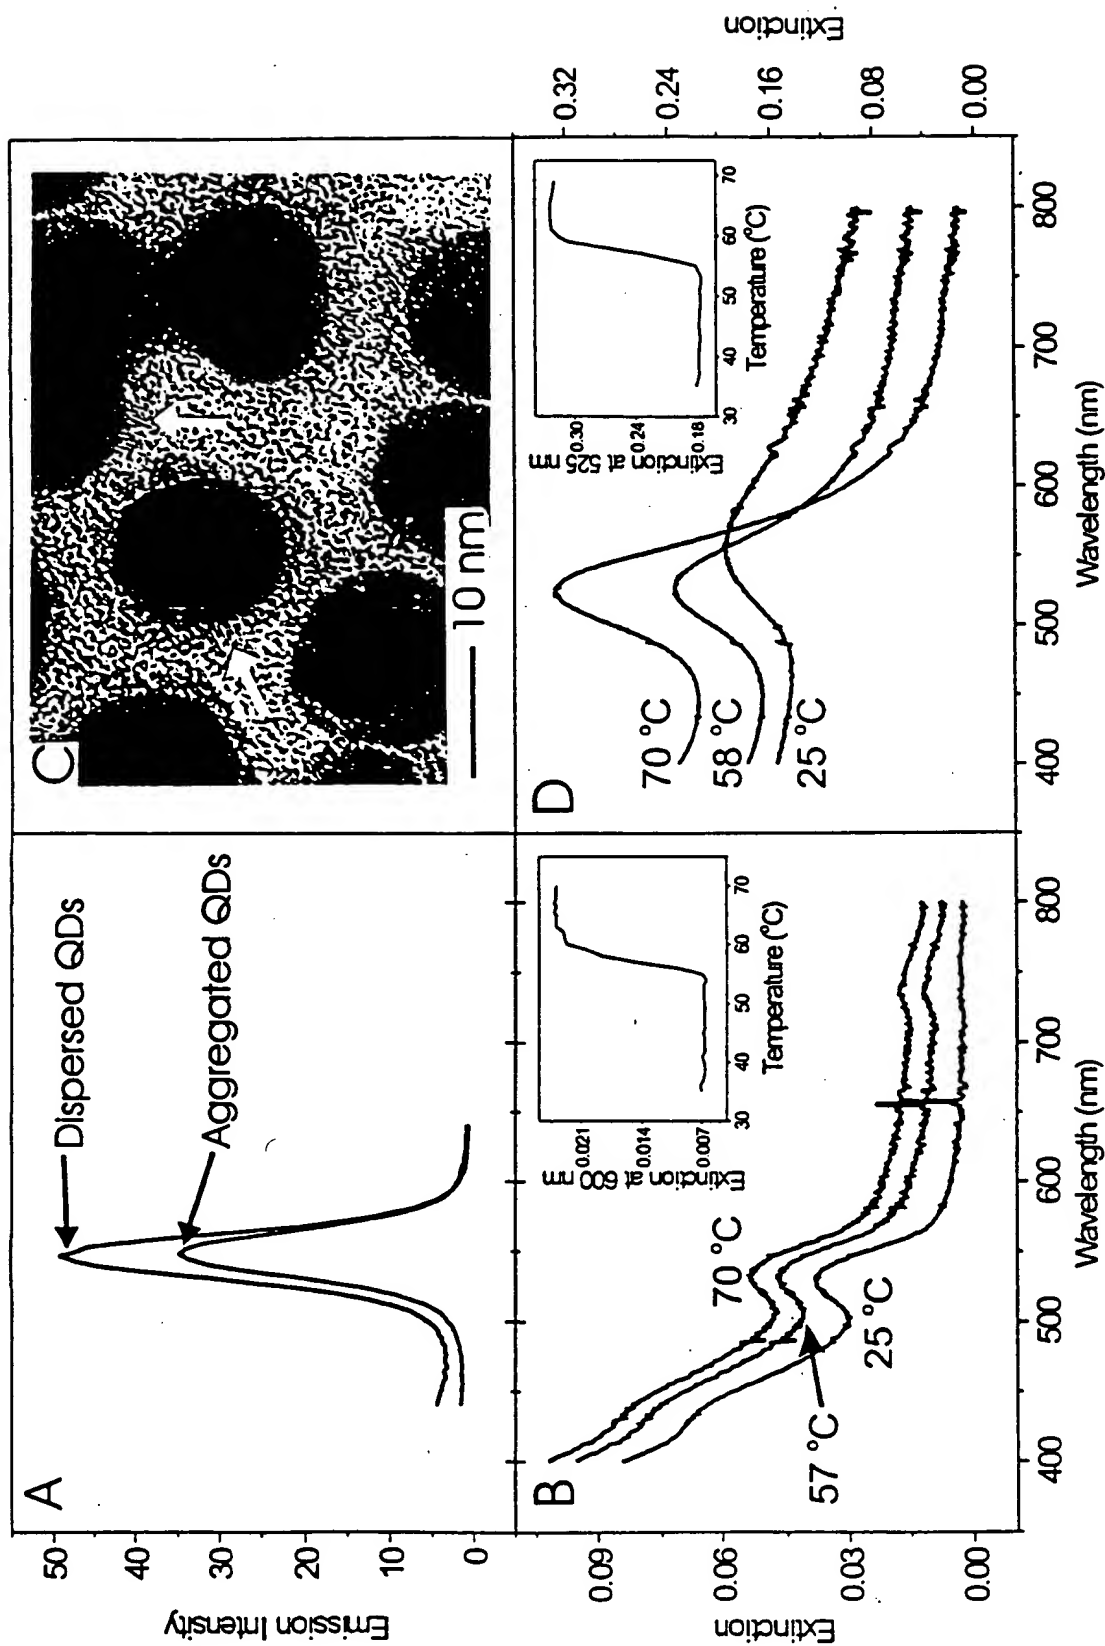 A
Dispersed QDs
Aggregated QDs
50
40
30
20
10
0
Emission Intensity
C
10 nm
B
70 °C
57 °C
25 °C
0.09
0.06
0.03
0.00
Extinction
400
500
600
700
800
Wavelength (nm)
Extinction at 600 nm
0.021
0.014
0.007
30
40
50
60
70
Temperature (°C)
D
70 °C
58 °C
25 °C
400
500
600
700
800
Wavelength (nm)
Extinction at 525 nm
0.30
0.24
0.18
30
40
50
60
70
Temperature (°C)
0.32
0.24
0.16
0.08
0.00
Extinction